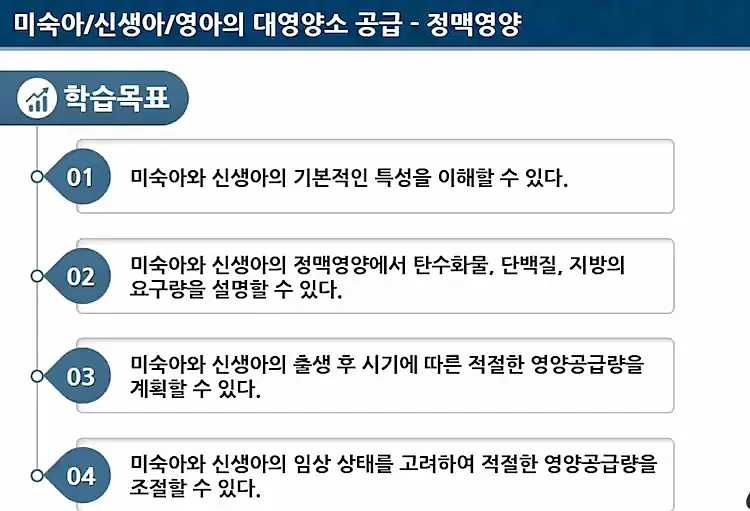 미숙아/신생아/영아의 대영양소 공급 - 정맥영양
학습목표
01
미숙아와 신생아의 기본적인 특성을 이해할 수 있다.
02
미숙아와 신생아의 정맥영양에서 탄수화물, 단백질, 지방의
요구량을 설명할 수 있다.
03
미숙아와 신생아의 출생 후 시기에 따른 적절한 영양공급량을
계획할 수 있다.
04
미숙아와 신생아의 임상 상태를 고려하여 적절한 영양공급량을
조절할 수 있다.